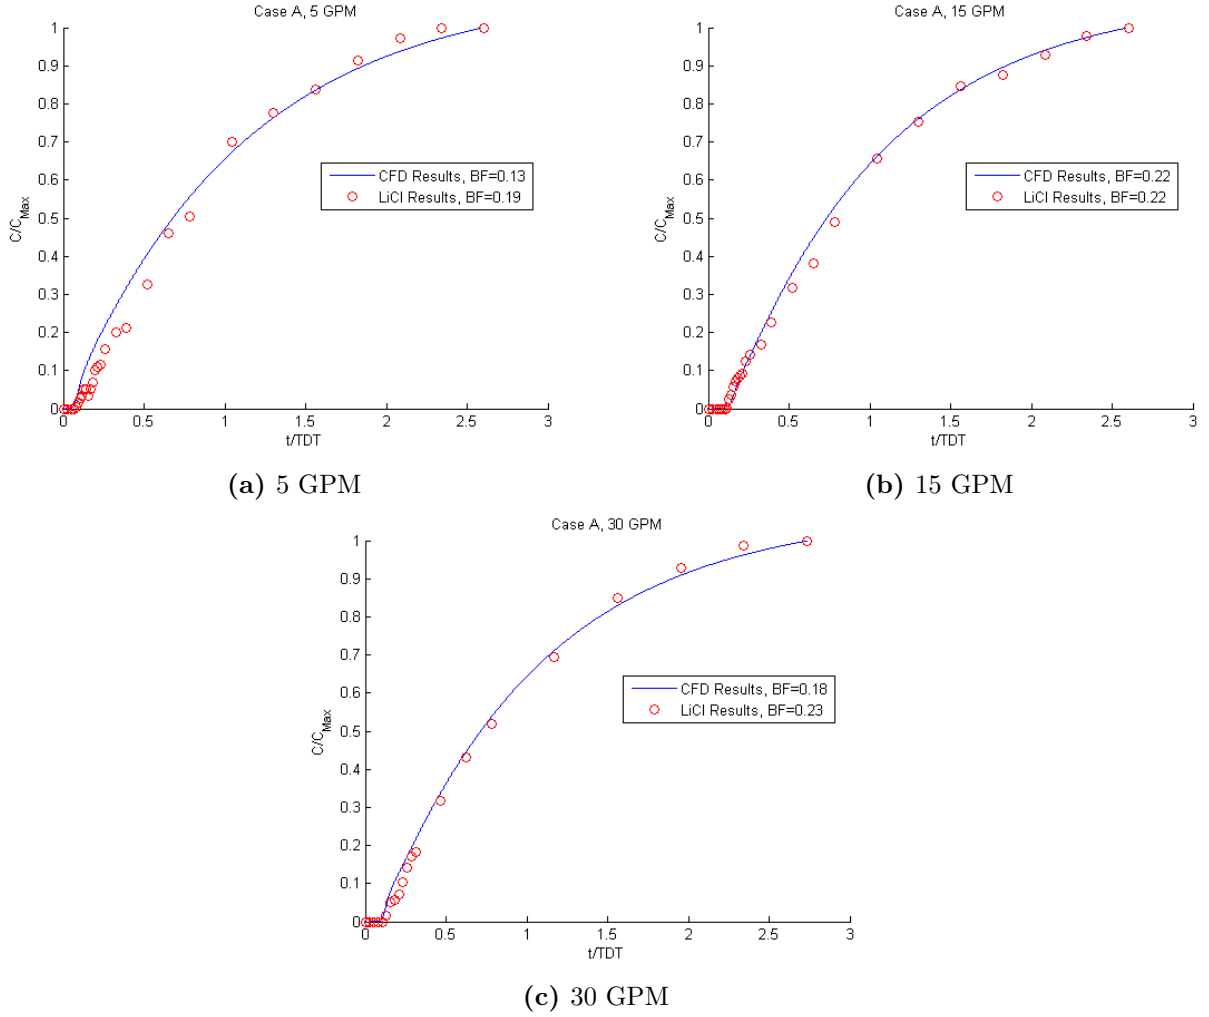 Case A, 5 GPM
1
0.9
0.8
0.7
0.6
0.5
0.4
0.3
0.2
0.1
0
C/C_Max
0 0.5 1 1.5 2 2.5 3
t/TDT
CFD Results, BF=0.13
LiCl Results, BF=0.19
(a) 5 GPM
Case A, 15 GPM
1
0.9
0.8
0.7
0.6
0.5
0.4
0.3
0.2
0.1
0
C/C_Max
0 0.5 1 1.5 2 2.5 3
t/TDT
CFD Results, BF=0.22
LiCl Results, BF=0.22
(b) 15 GPM
Case A, 30 GPM
1
0.9
0.8
0.7
0.6
0.5
0.4
0.3
0.2
0.1
0
C/C_Max
0 0.5 1 1.5 2 2.5 3
t/TDT
CFD Results, BF=0.18
LiCl Results, BF=0.23
(c) 30 GPM